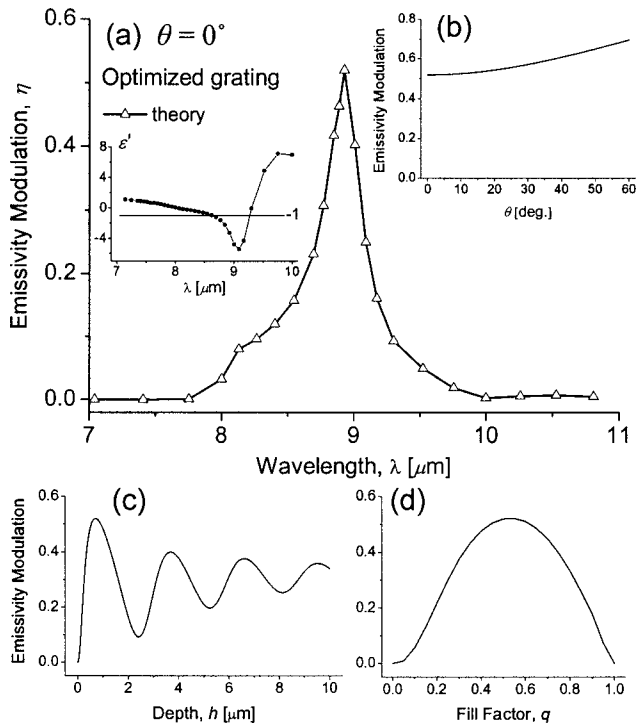 (a) θ = 0°
Optimized grating
theory
Emissivity Modulation, η
0.6
0.4
0.2
0.0
7 8 9 10 11
Wavelength, λ [μm]
ε'
8
4
0
-4
-1
7 8 9 10
λ [μm]
(b)
Emissivity Modulation
0.8
0.6
0.4
0.2
0.0
0 10 20 30 40 50 60
θ [deg.]
(c)
Emissivity Modulation
0.6
0.4
0.2
0.0
0 2 4 6 8 10
Depth, h [μm]
(d)
0.6
0.4
0.2
0.0
0.0 0.2 0.4 0.6 0.8 1.0
Fill Factor, q